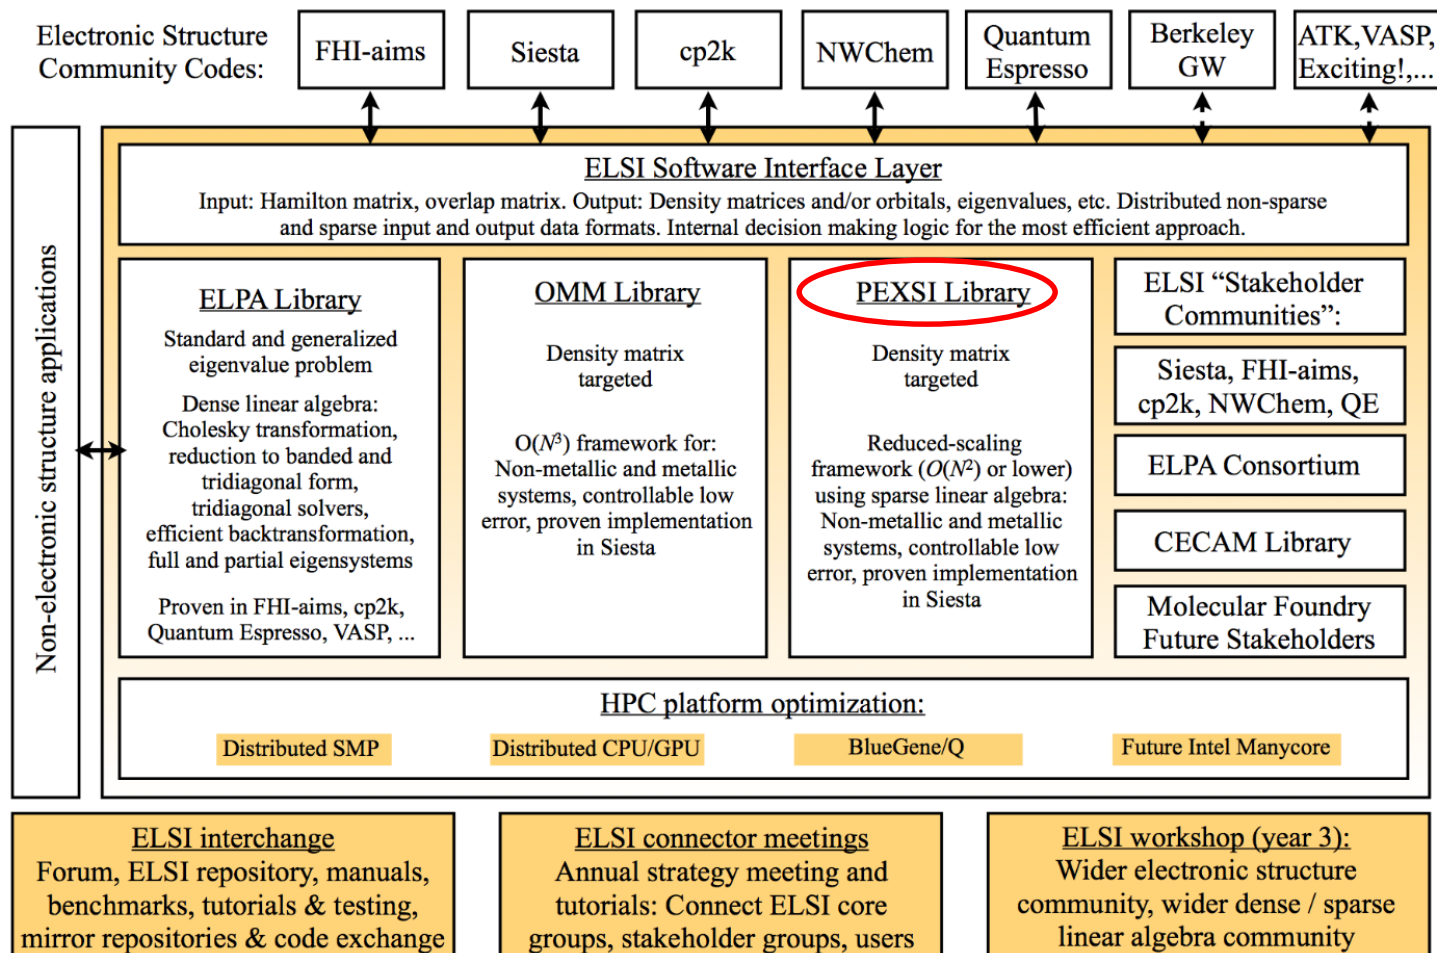 Electronic Structure
Community Codes:
FHI-aims
Siesta
cp2k
NWChem
Quantum
Espresso
Berkeley
GW
ATK,VASP,
Exciting!,...
Non-electronic structure applications
ELSI Software Interface Layer
Input: Hamilton matrix, overlap matrix. Output: Density matrices and/or orbitals, eigenvalues, etc. Distributed non-sparse
and sparse input and output data formats. Internal decision making logic for the most efficient approach.
ELPA Library
Standard and generalized
eigenvalue problem
Dense linear algebra:
Cholesky transformation,
reduction to banded and
tridiagonal form,
tridiagonal solvers,
efficient backtransformation,
full and partial eigensystems
Proven in FHI-aims, cp2k,
Quantum Espresso, VASP, ...
OMM Library
Density matrix
targeted
O(N³) framework for:
Non-metallic and metallic
systems, controllable low
error, proven implementation
in Siesta
PEXSI Library
Density matrix
targeted
Reduced-scaling
framework (O(N²) or lower)
using sparse linear algebra:
Non-metallic and metallic
systems, controllable low
error, proven implementation
in Siesta
ELSI “Stakeholder
Communities”:
Siesta, FHI-aims,
cp2k, NWChem, QE
ELPA Consortium
CECAM Library
Molecular Foundry
Future Stakeholders
HPC platform optimization:
Distributed SMP
Distributed CPU/GPU
BlueGene/Q
Future Intel Manycore
ELSI interchange
Forum, ELSI repository, manuals,
benchmarks, tutorials & testing,
mirror repositories & code exchange
ELSI connector meetings
Annual strategy meeting and
tutorials: Connect ELSI core
groups, stakeholder groups, users
ELSI workshop (year 3):
Wider electronic structure
community, wider dense / sparse
linear algebra community